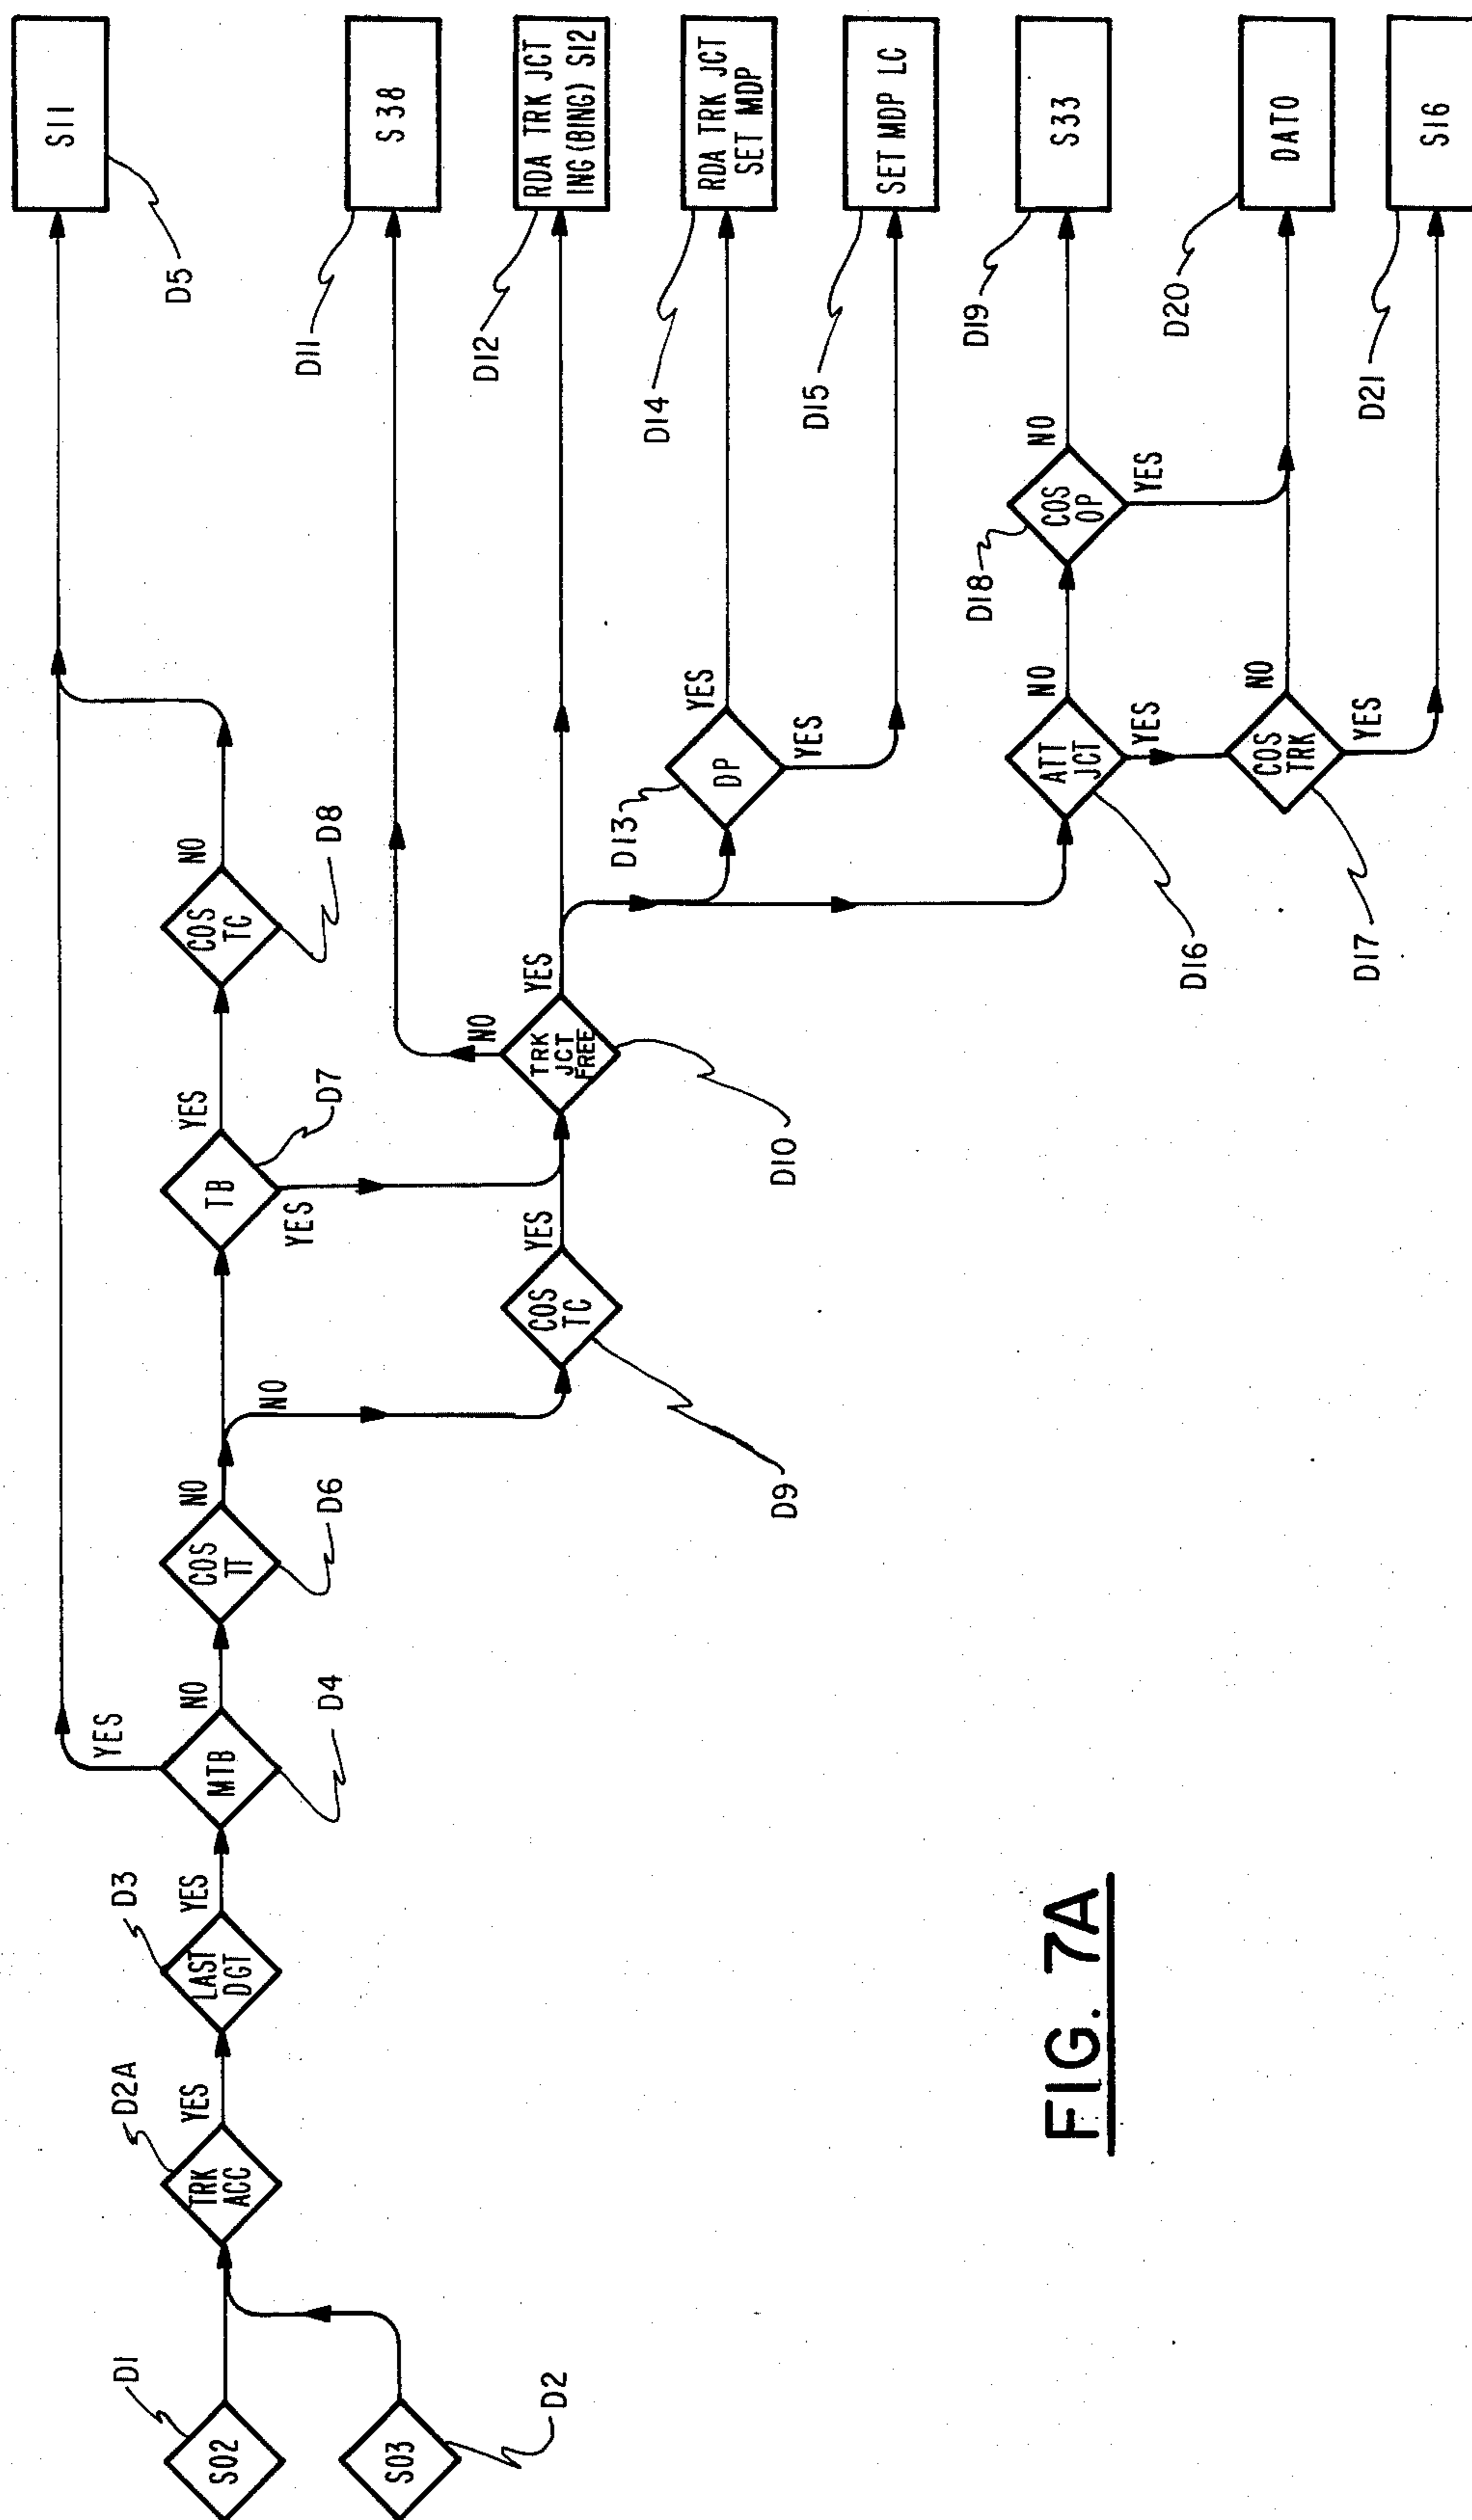 S11
D5
S38
D11
RDA TRK JCT
ING (BING) S12
D12
RDA TRK JCT
SET MDP
D14
SET MDP LC
D15
S33
D19
DATO
D20
S16
D21
COS
OP
D18
NO
YES
ATT
JCT
D16
NO
YES
COS
TRK
D17
NO
YES
DP
D13
YES
YES
TRK
JCT
FREE
D10
NO
YES
COS
TC
D8
NO
TB
D7
YES
YES
COS
TC
D9
YES
COS
TT
D6
NO
NO
MTB
D4
YES
NO
LAST
DGT
D3
YES
TRK
ACC
D2A
YES
S02
D1
S03
D2
FIG. 7A